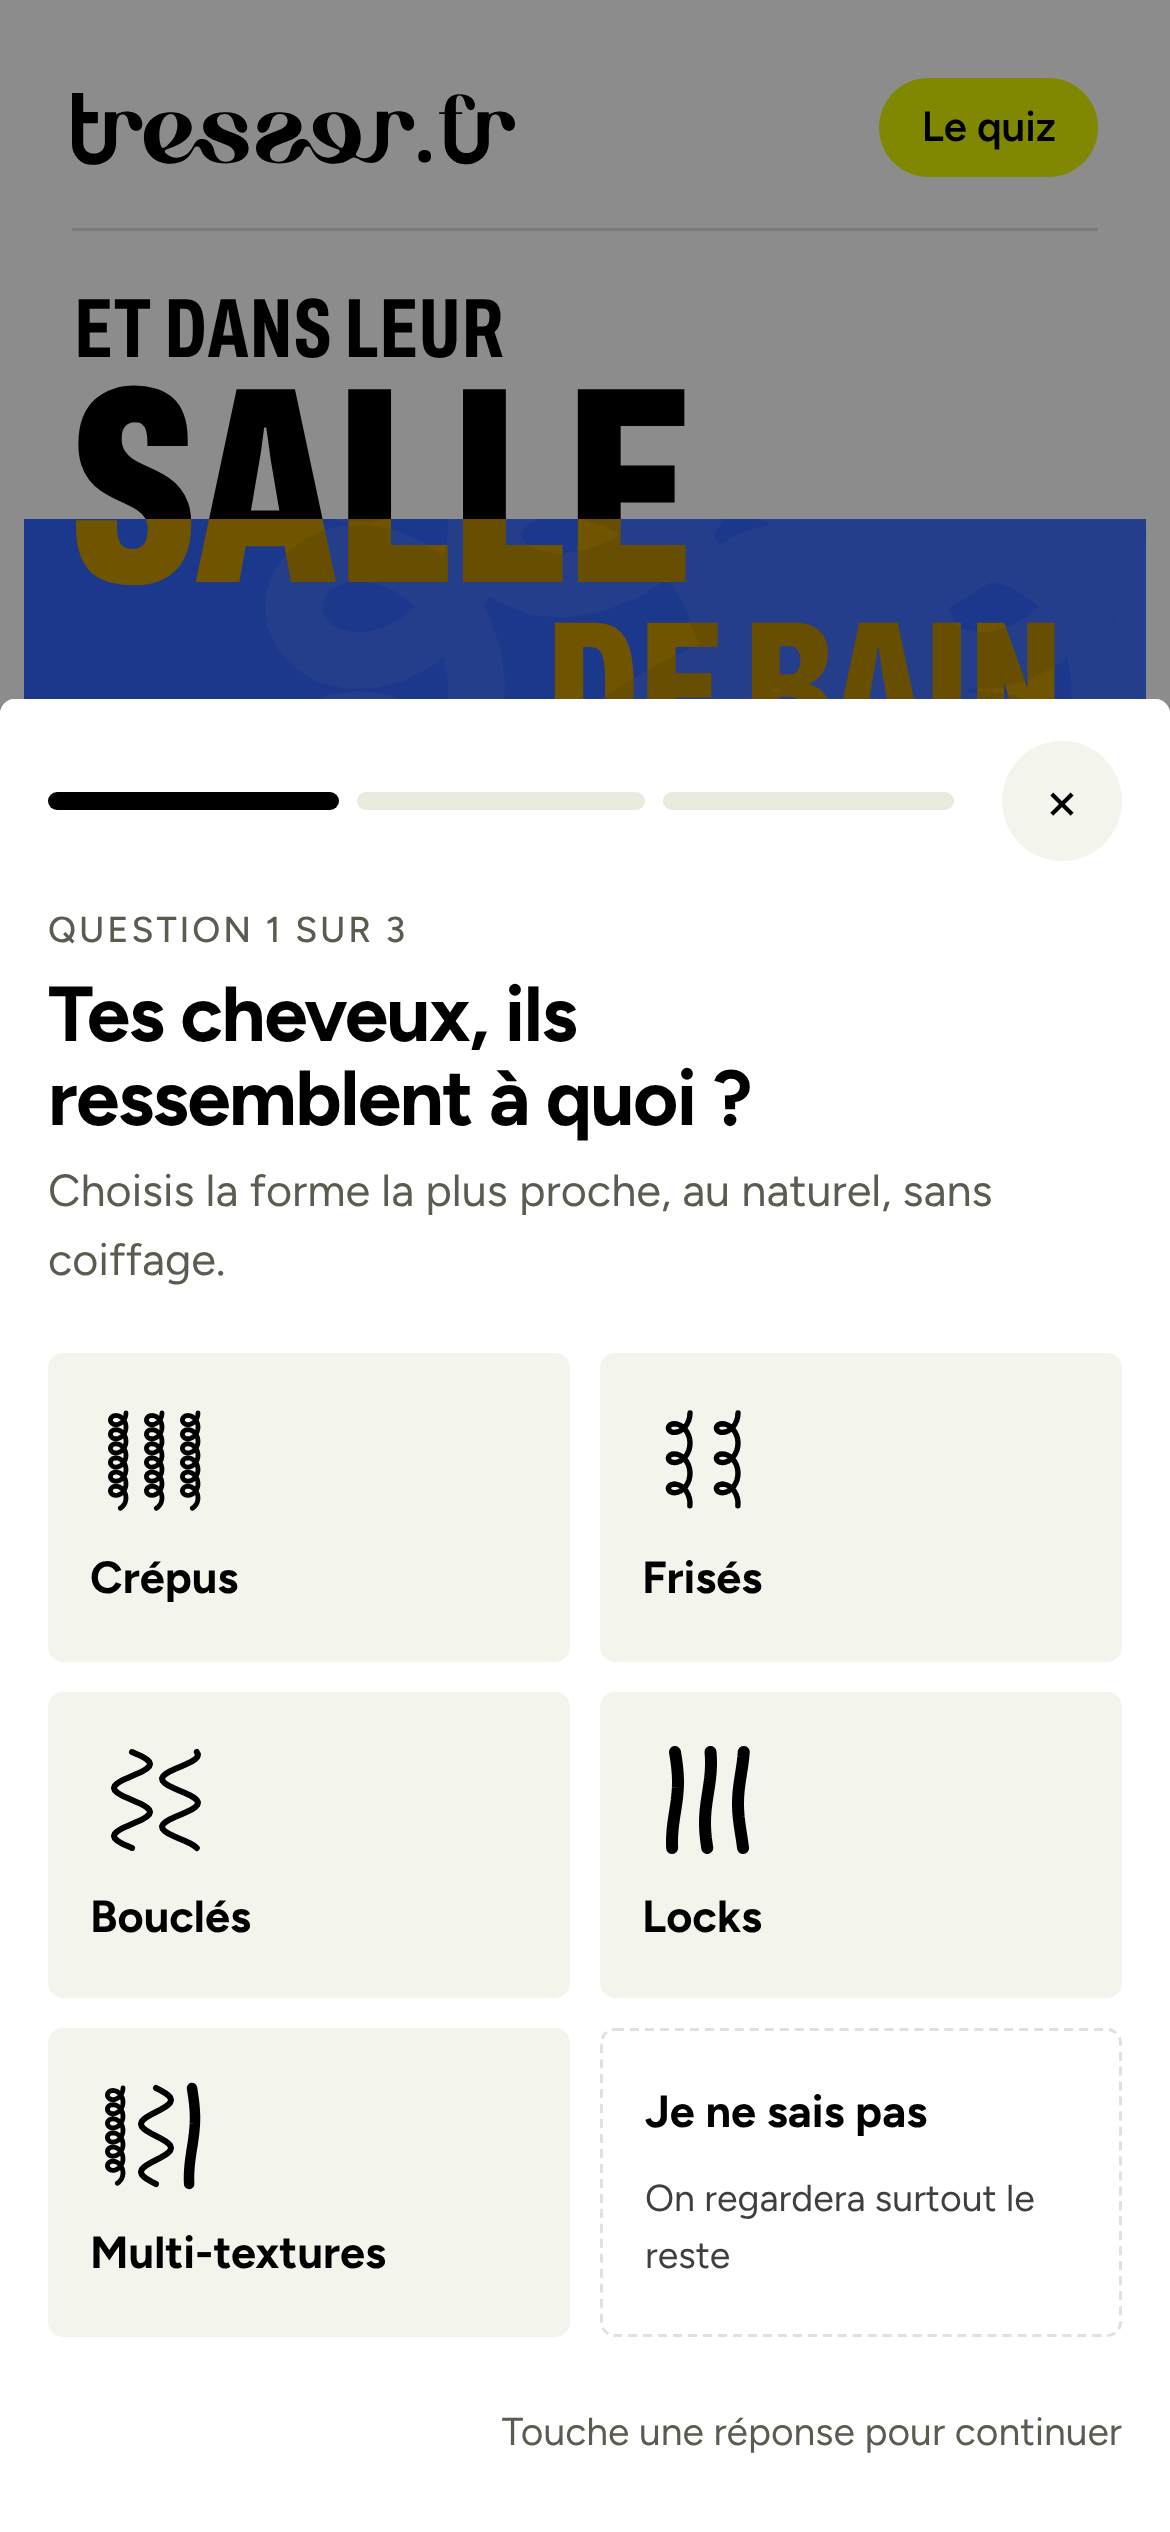 tressor.fr
Le quiz
ET DANS LEUR
SALLE
DE BAIN
×
QUESTION 1 SUR 3
Tes cheveux, ils
ressemblent à quoi ?
Choisis la forme la plus proche, au naturel, sans
coiffage.
Crépus
Frisés
Bouclés
Locks
Multi-textures
Je ne sais pas
On regardera surtout le
reste
Touche une réponse pour continuer